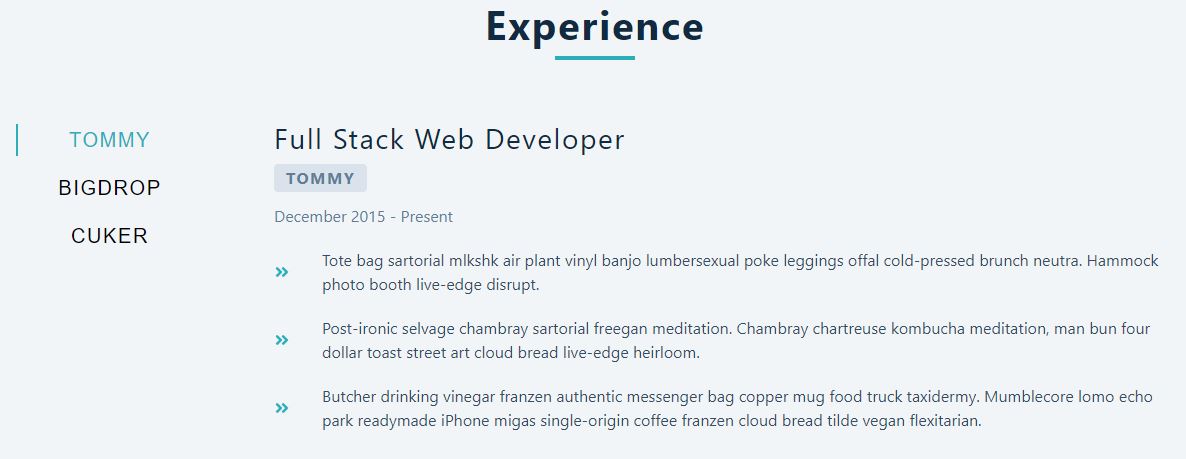 Experience
TOMMY
BIGDROP
CUKER
Full Stack Web Developer
TOMMY
December 2015 - Present
Tote bag sartorial mlkshk air plant vinyl banjo lumbersexual poke leggings offal cold-pressed brunch neutra. Hammock
photo booth live-edge disrupt.
Post-ironic selvage chambray sartorial freegan meditation. Chambray chartreuse kombucha meditation, man bun four
dollar toast street art cloud bread live-edge heirloom.
Butcher drinking vinegar franzen authentic messenger bag copper mug food truck taxidermy. Mumblecore lomo echo
park readymade iPhone migas single-origin coffee franzen cloud bread tilde vegan flexitarian.